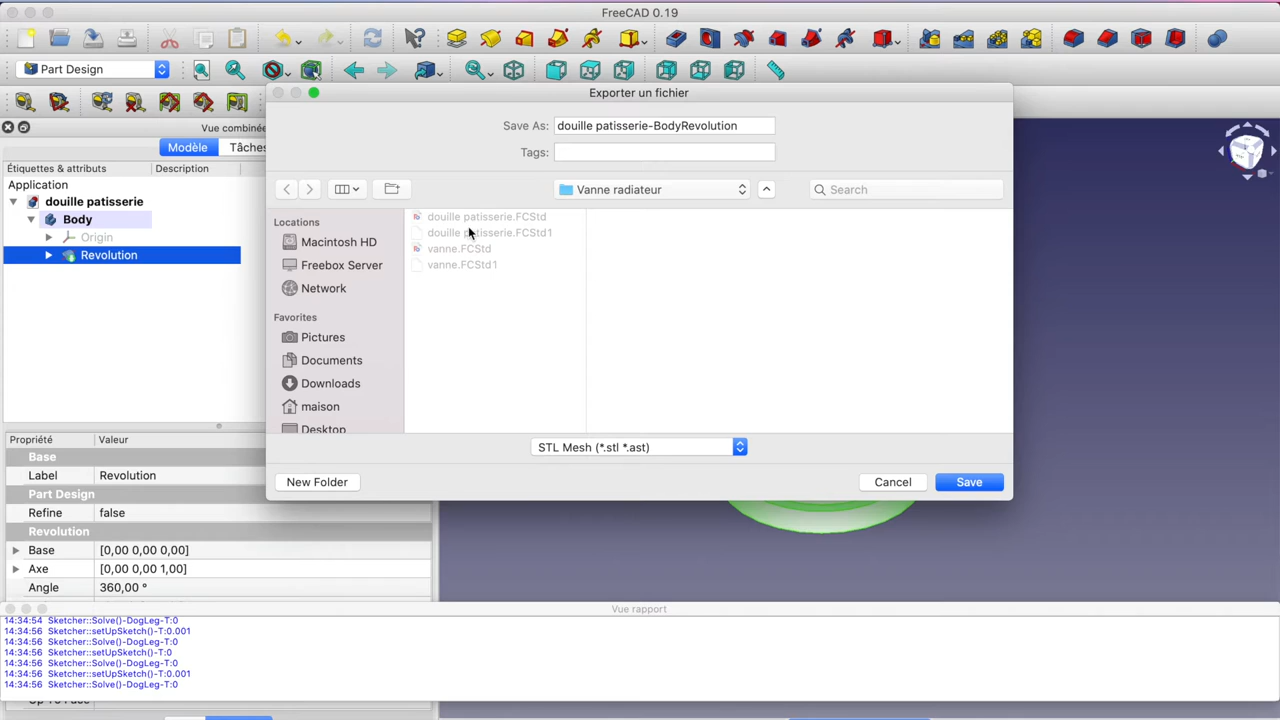 FreeCAD 0.19
Part Design
Exporter un fichier
Save As: douille patisserie-BodyRevolution
Tags:
Vanne radiateur
Search
Locations
Macintosh HD
Freebox Server
Network
Favorites
Pictures
Documents
Downloads
maison
Desktop
douille patisserie.FCStd
douille patisserie.FCStd1
vanne.FCStd
vanne.FCStd1
STL Mesh (*.stl *.ast)
New Folder
Cancel
Save
Vue combinée
Modèle
Tâches
Étiquettes & attributs
Description
Application
douille patisserie
Body
Origin
Revolution
Propriété
Valeur
Base
Label Revolution
Part Design
Refine false
Revolution
Base [0,00 0,00 0,00]
Axe [0,00 0,00 1,00]
Angle 360,00 °
Vue rapport
14:34:54 Sketcher::Solve()-DogLeg-T:0
14:34:56 Sketcher::setUpSketch()-T:0.001
14:34:56 Sketcher::Solve()-DogLeg-T:0
14:34:56 Sketcher::setUpSketch()-T:0
14:34:56 Sketcher::Solve()-DogLeg-T:0
14:34:56 Sketcher::setUpSketch()-T:0.001
14:34:56 Sketcher::Solve()-DogLeg-T:0